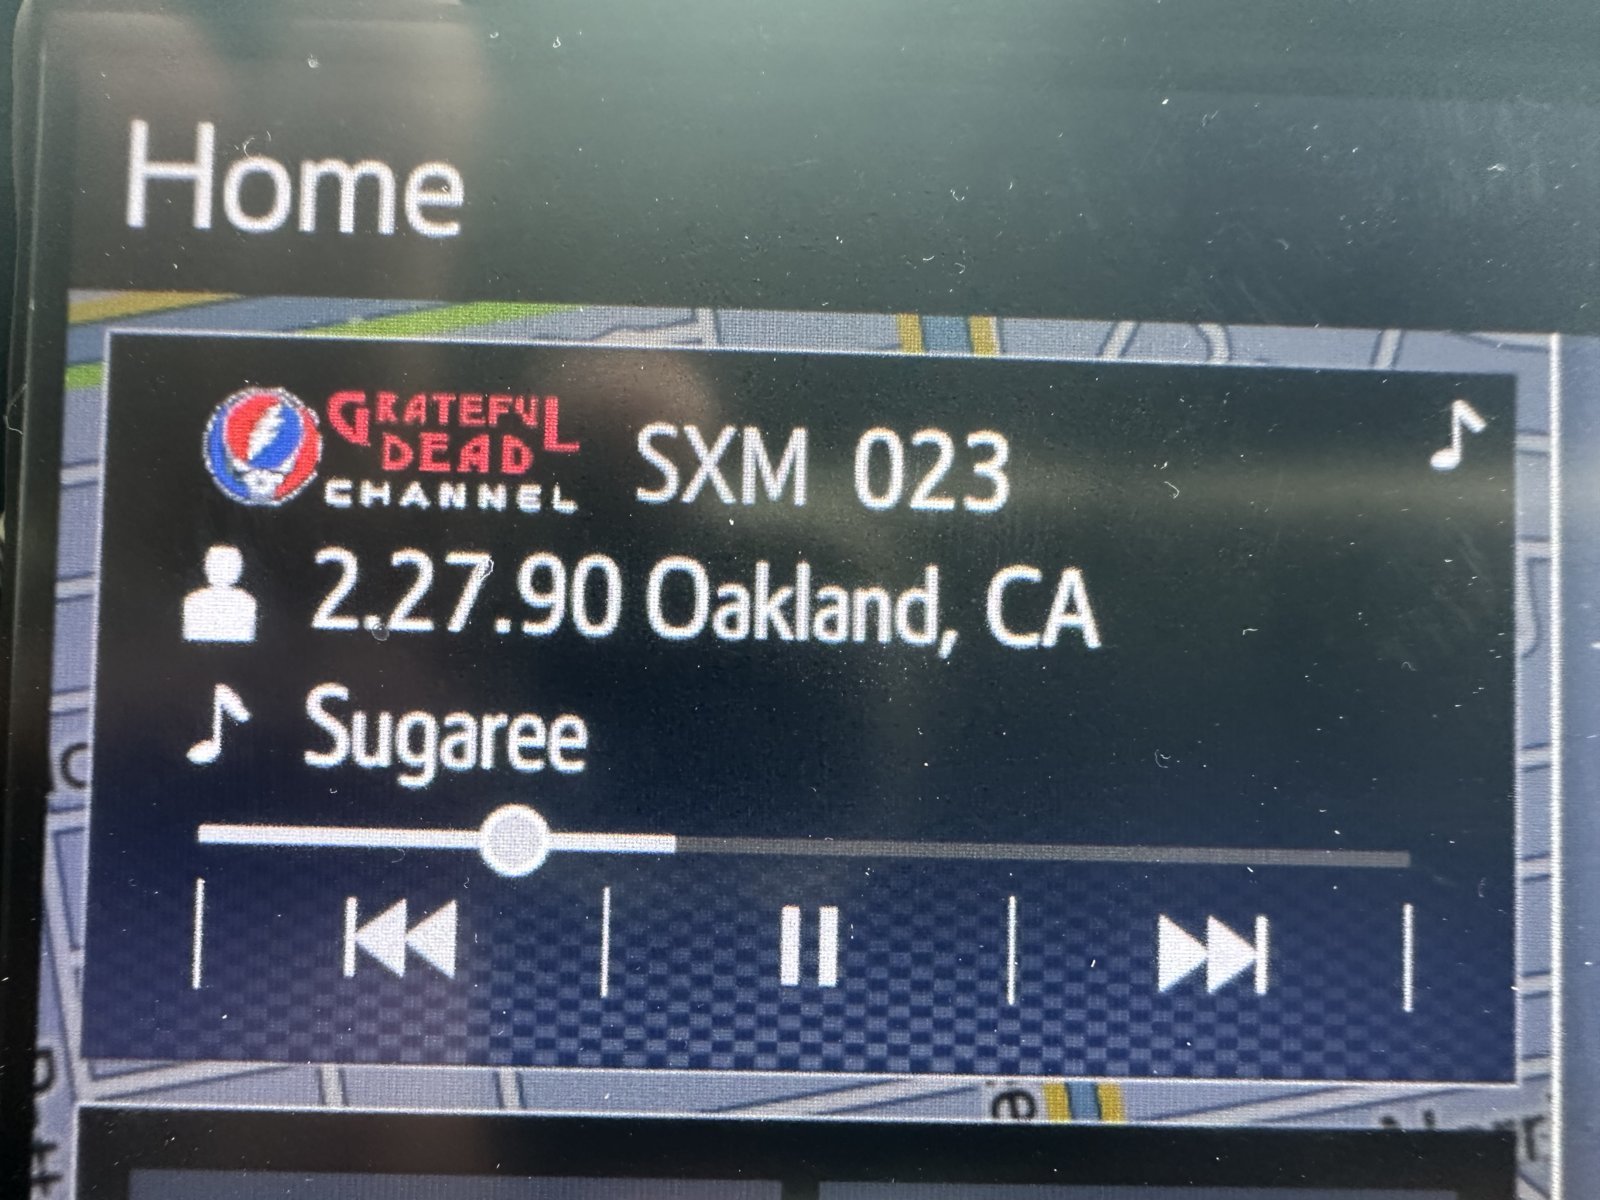 Home
GRATEFUL DEAD CHANNEL SXM 023
2.27.90 Oakland, CA
Sugaree